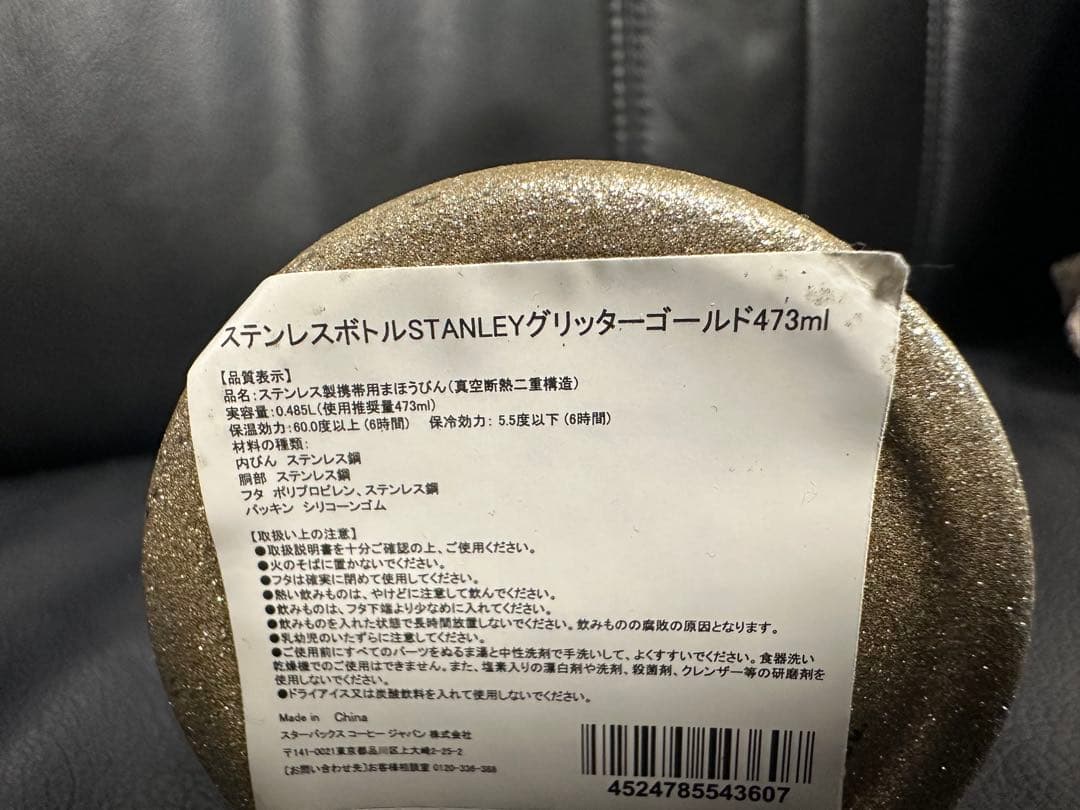 ステンレスボトルSTANLEYグリッターゴールド473ml
【品質表示】
品名：ステンレス製携帯用まほうびん（真空断熱二重構造）
実容量：0.485L（使用推奨量473ml）
保温効力：60.0度以上（6時間） 保冷効力： 5.5度以下（6時間）
材料の種類：
内びん ステンレス鋼
胴部 ステンレス鋼
フタ ポリプロピレン、ステンレス鋼
パッキン シリコーンゴム
【取扱い上の注意】
●取扱説明書を十分ご確認の上、ご使用ください。
●火のそばに置かないでください。
●フタは確実に閉めて使用してください。
●熱い飲みものは、やけどに注意して飲んでください。
●飲みものは、フタ下端より少なめに入れてください。
●飲みものを入れた状態で長時間放置しないでください。飲みものの腐敗の原因となります。
●乳幼児のいたずらに注意してください。
●ご使用前にすべてのパーツをぬるま湯と中性洗剤で手洗いして、よくすすいでください。食器洗い
乾燥機でのご使用はできません。また、塩素入りの漂白剤や洗剤、殺菌剤、クレンザー等の研磨剤を
使用しないでください。
●ドライアイス又は炭酸飲料を入れて使用しないでください。
Made in China
スターバックス コーヒー ジャパン 株式会社
〒141-0021東京都品川区上大崎2-25-2
［お問い合わせ先］お客様相談室 0120-336-388
4524785543607